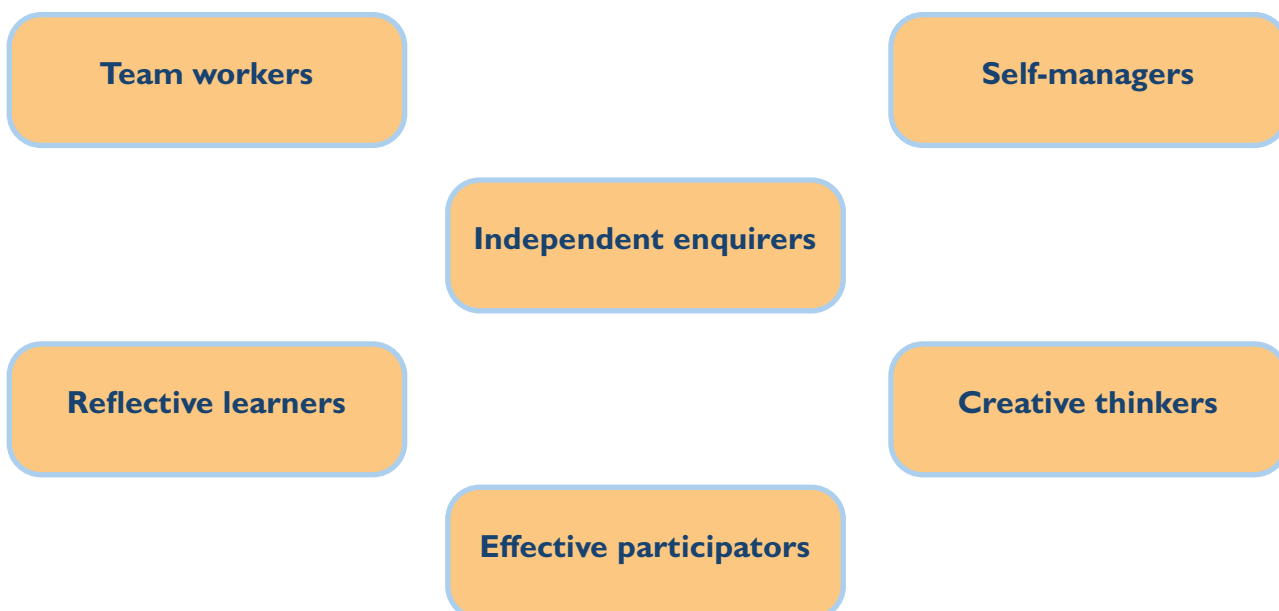 Team workers
Self-managers
Independent enquirers
Reflective learners
Creative thinkers
Effective participators